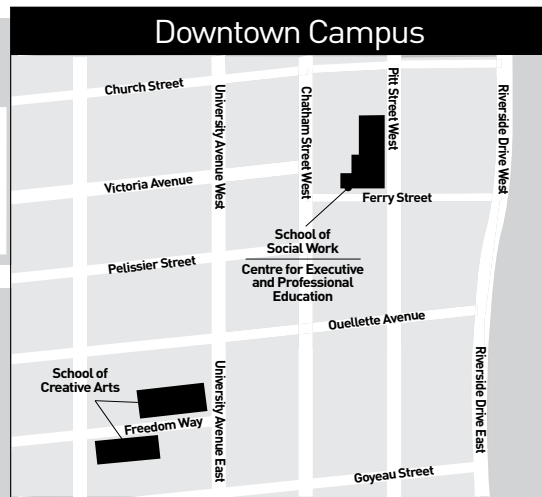 Downtown Campus
Church Street
University Avenue West
Chatham Street West
Pitt Street West
Riverside Drive West
Victoria Avenue
Ferry Street
School of
Social Work
Centre for Executive
and Professional
Education
Pelissier Street
Ouellette Avenue
School of
Creative Arts
Freedom Way
University Avenue East
Riverside Drive East
Goyeau Street